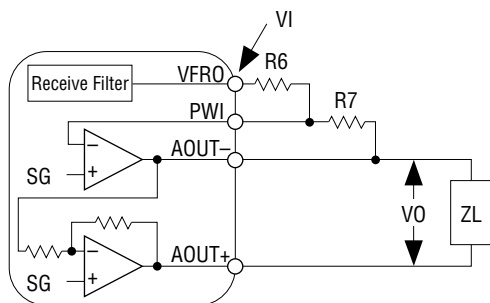 VI
Receive Filter
VFRO
R6
PWI
R7
−
+
SG
AOUT−
VO
ZL
−
+
SG
AOUT+